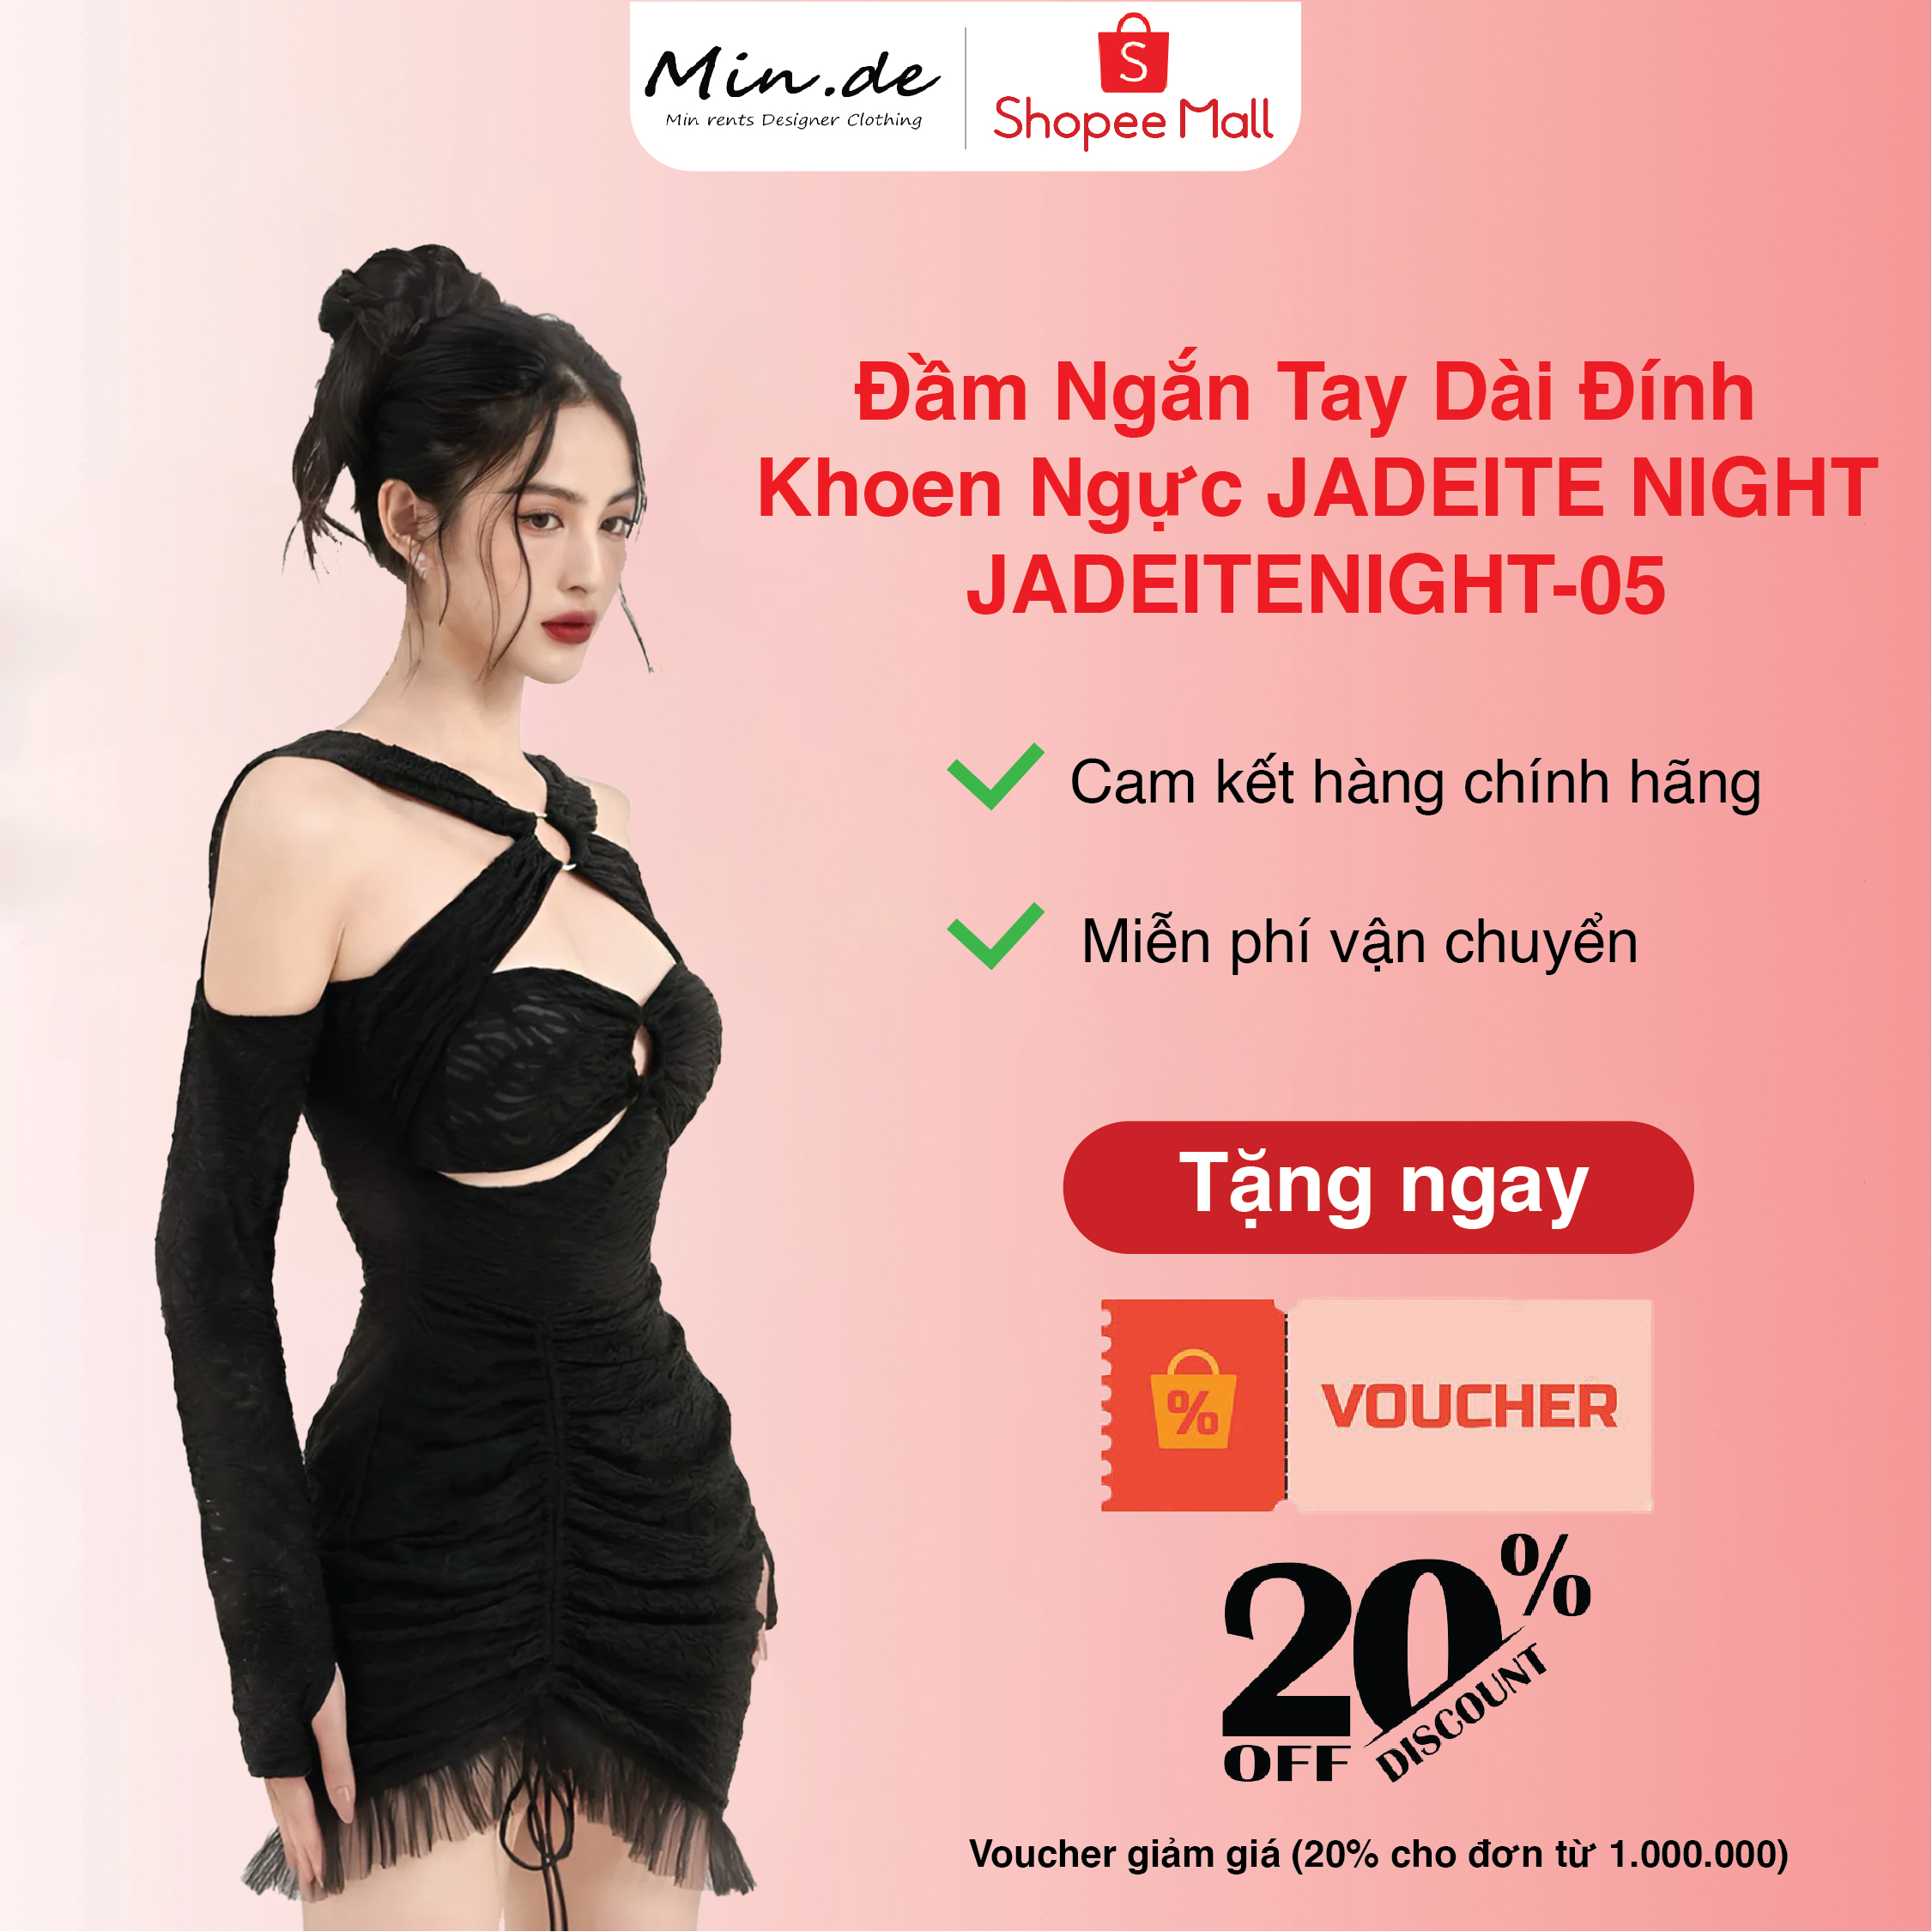 Min.de
Min rents Designer Clothing
S
Shopee Mall
Đầm Ngắn Tay Dài Đính
Khoen Ngực JADEITE NIGHT
JADEITENIGHT-05
Cam kết hàng chính hãng
Miễn phí vận chuyển
Tặng ngay
%
VOUCHER
20%
OFF
DISCOUNT
Voucher giảm giá (20% cho đơn từ 1.000.000)